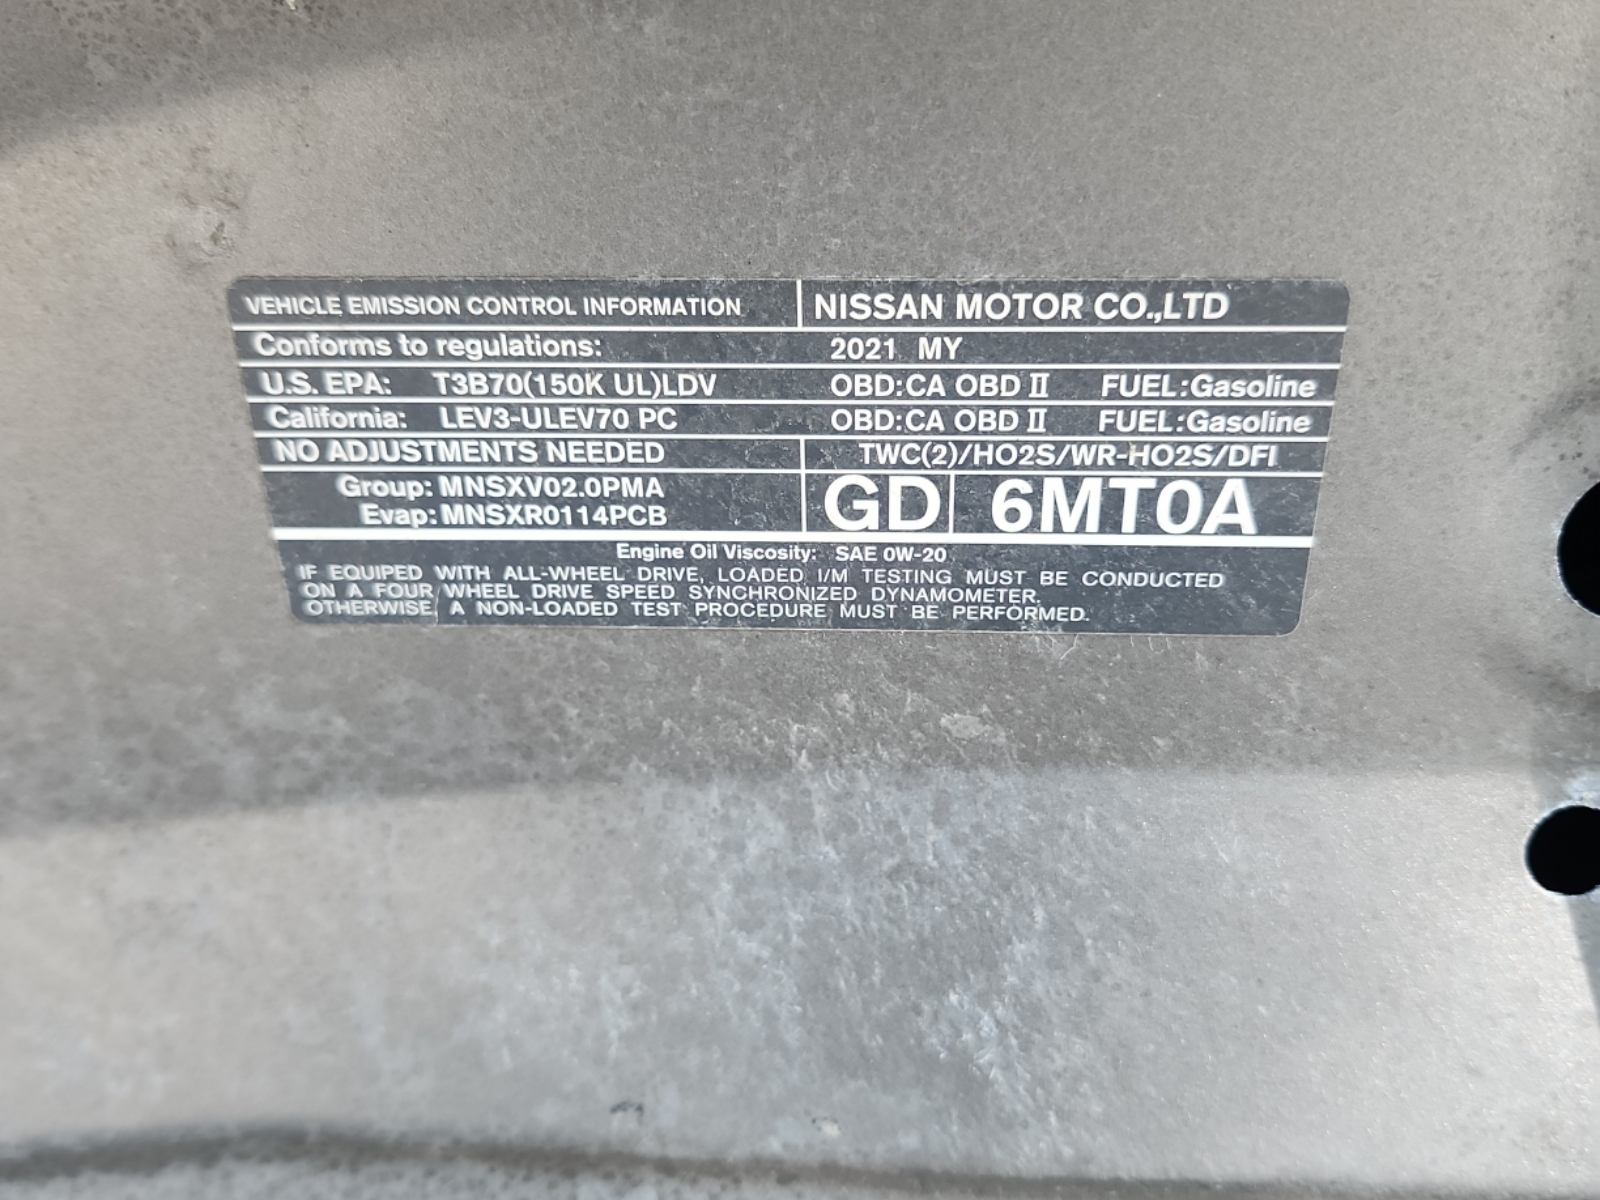 VEHICLE EMISSION CONTROL INFORMATION NISSAN MOTOR CO.,LTD
Conforms to regulations: 2021 MY
U.S. EPA: T3B70(150K UL)LDV OBD:CA OBD II FUEL:Gasoline
California: LEV3-ULEV70 PC OBD:CA OBD II FUEL:Gasoline
NO ADJUSTMENTS NEEDED TWC(2)/HO2S/WR-HO2S/DFI
Group: MNSXV02.0PMA GD 6MT0A
Evap: MNSXR0114PCB
Engine Oil Viscosity: SAE 0W-20
IF EQUIPED WITH ALL-WHEEL DRIVE, LOADED I/M TESTING MUST BE CONDUCTED
ON A FOUR WHEEL DRIVE SPEED SYNCHRONIZED DYNAMOMETER.
OTHERWISE, A NON-LOADED TEST PROCEDURE MUST BE PERFORMED.